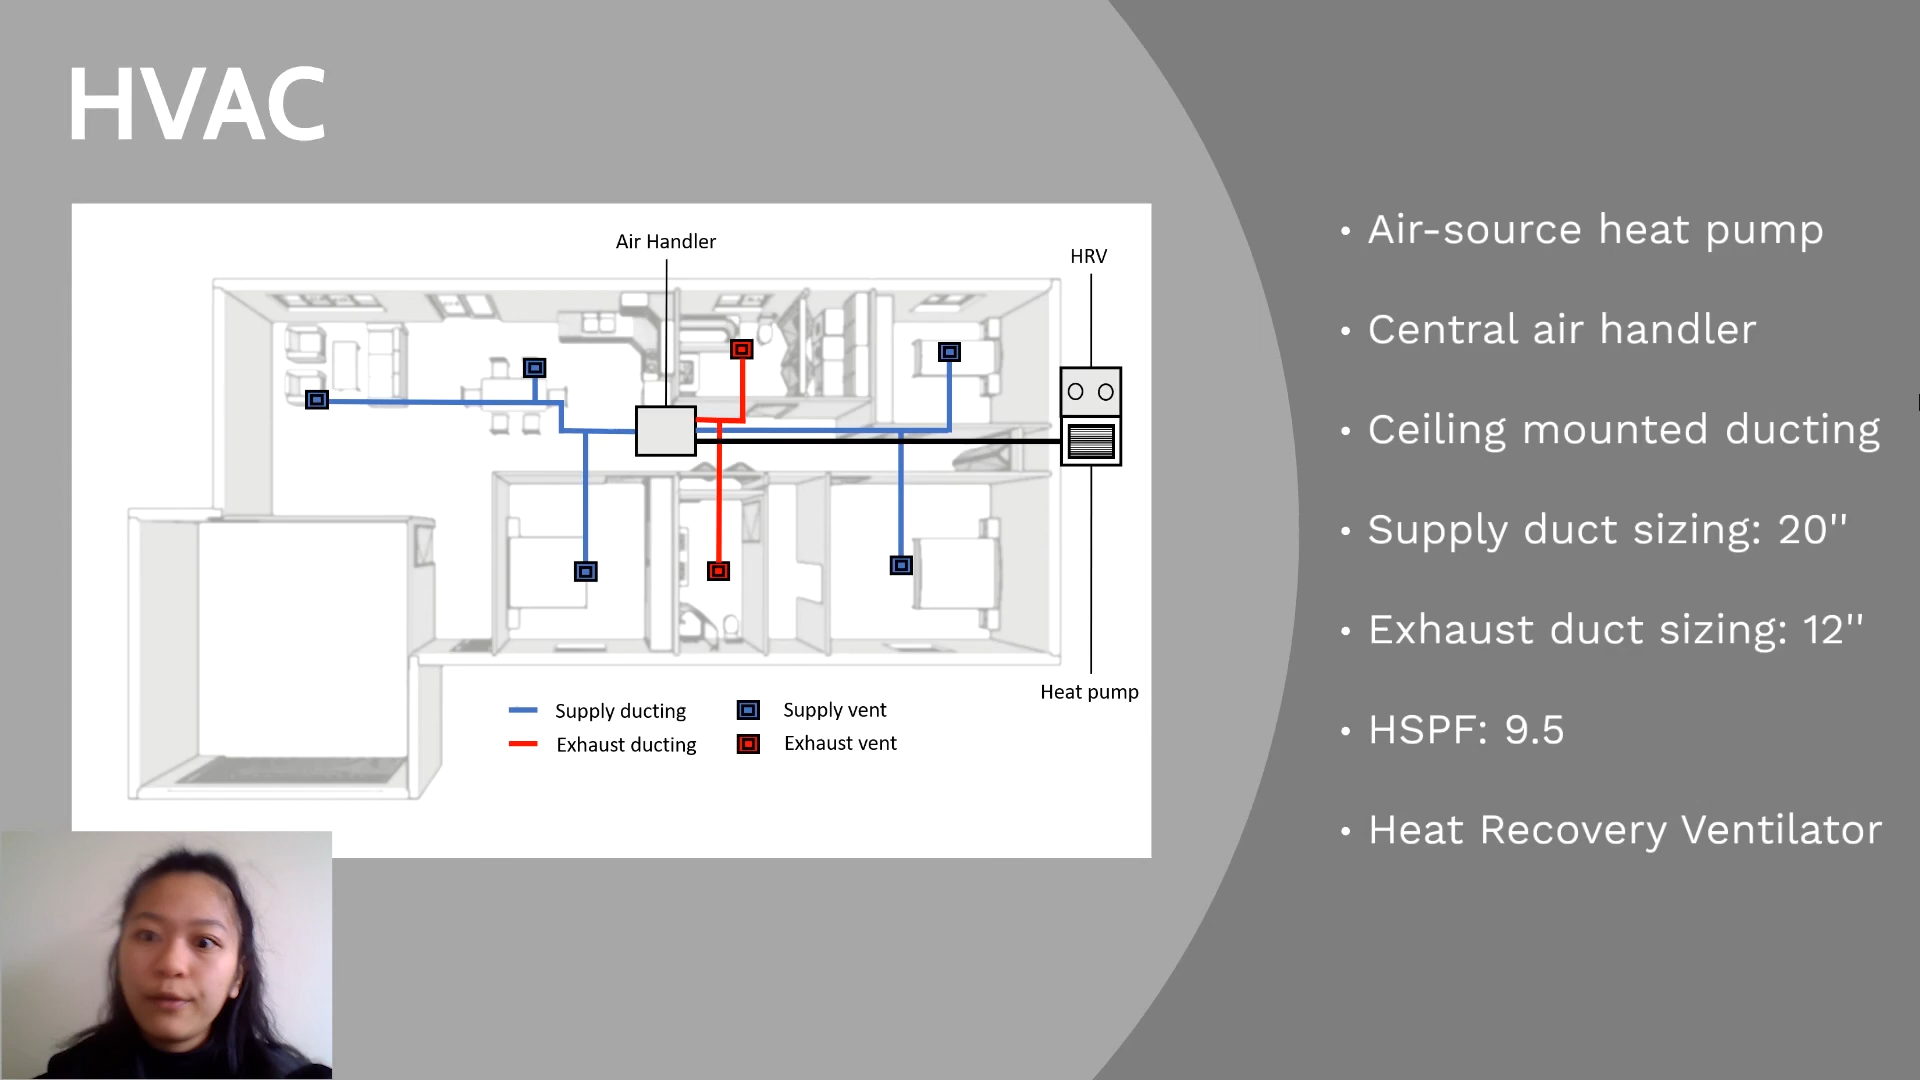 HVAC
Air Handler
HRV
Heat pump
Supply ducting
Supply vent
Exhaust ducting
Exhaust vent
• Air-source heat pump
• Central air handler
• Ceiling mounted ducting
• Supply duct sizing: 20"
• Exhaust duct sizing: 12"
• HSPF: 9.5
• Heat Recovery Ventilator